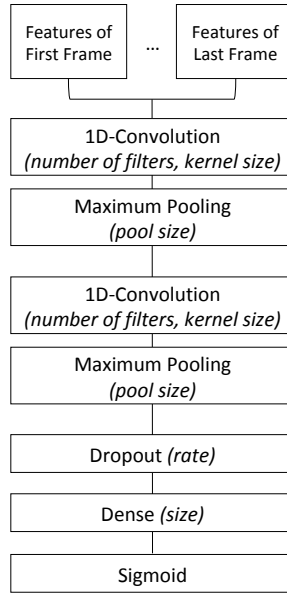 Features of
First Frame
...
Features of
Last Frame
1D-Convolution
(number of filters, kernel size)
Maximum Pooling
(pool size)
1D-Convolution
(number of filters, kernel size)
Maximum Pooling
(pool size)
Dropout (rate)
Dense (size)
Sigmoid